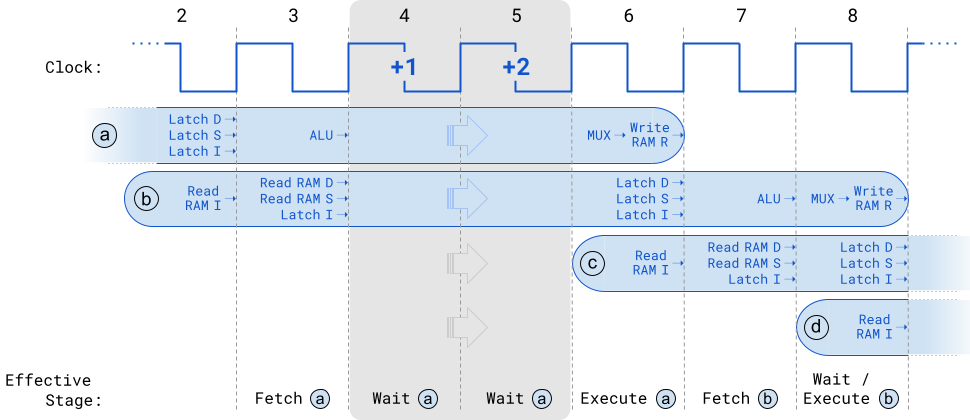 2 3 4 5 6 7 8
Clock: +1 +2
a
Latch D
Latch S
Latch I
ALU
MUX
Write
RAM R
b
Read
RAM I
Read RAM D
Read RAM S
Latch I
Latch D
Latch S
Latch I
ALU
MUX
Write
RAM R
c
Read
RAM I
Read RAM D
Read RAM S
Latch I
Latch D
Latch S
Latch I
d
Read
RAM I
Effective
Stage:
Fetch a
Wait a
Wait a
Execute a
Fetch b
Wait /
Execute b